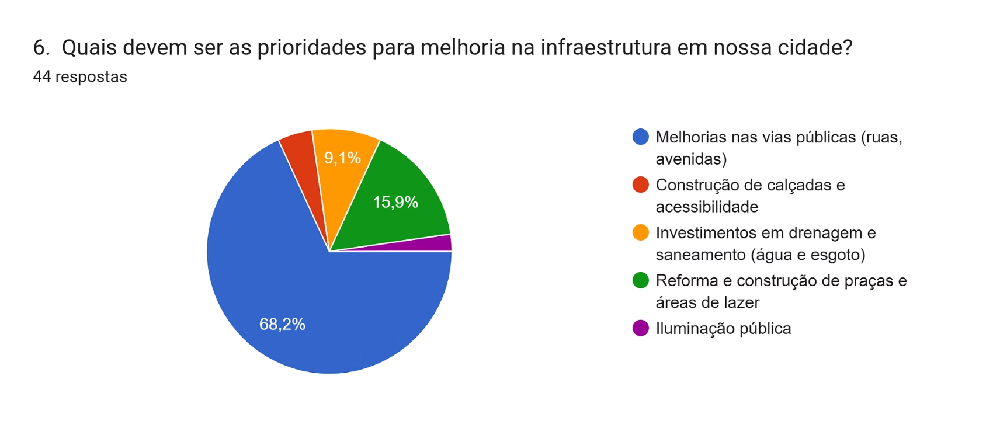 6. Quais devem ser as prioridades para melhoria na infraestrutura em nossa cidade?
44 respostas
9,1%
15,9%
68,2%
Melhorias nas vias públicas (ruas,
avenidas)
Construção de calçadas e
acessibilidade
Investimentos em drenagem e
saneamento (água e esgoto)
Reforma e construção de praças e
áreas de lazer
Iluminação pública